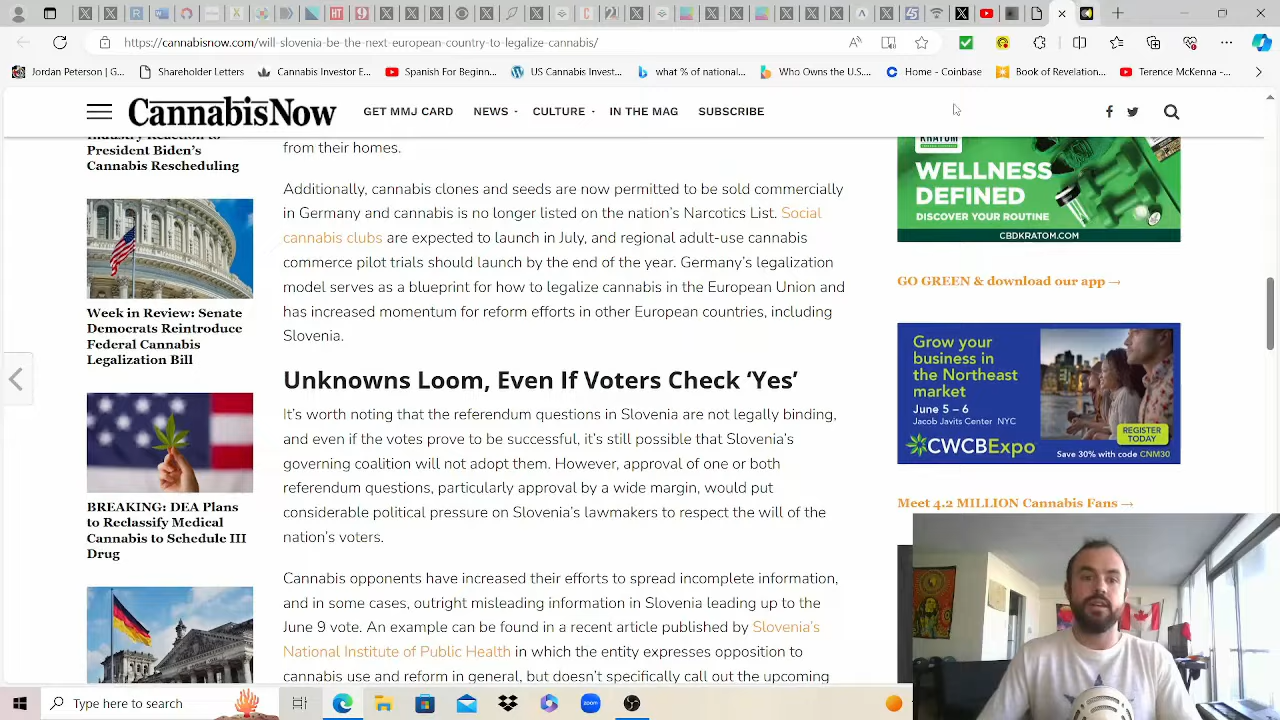 https://cannabisnow.com/will-slovenia-be-the-next-european-country-to-legalize-cannabis/
Jordan Peterson | G...
Shareholder Letters
Cannabis Investor E...
Spanish For Beginn...
US Cannabis Invest...
what % of national...
Who Owns the U....
Home / Coinbase
Terence McKenna -...
CannabisNow
GET MMJ CARD
NEWS
CULTURE
IN THE MAG
SUBSCRIBE
Industry Reaction to
President Biden's
Cannabis Rescheduling
Week in Review: Senate
Democrats Reintroduce
Federal Cannabis
Legalization Bill
BREAKING: DEA Plans
to Reclassify Medical
Cannabis to Schedule III
Drug
from their homes.
Additionally, cannabis clones and seeds are now permitted to be sold commercially
in Germany and cannabis is no longer listed on the nation's Narcotics List. Social
are expected to launch in July, and regional adult-use cannabis
commerce pilot trials should launch by the end of the year. Germany's legalization
model serves as a blueprint for how to legalize cannabis in the European Union and
has increased momentum for reform efforts in other European countries, including
Slovenia.
Unknowns Loom, Even If Voters Check 'Yes'
It's worth noting that the referendum questions in Slovenia are not legally binding,
and even if the votes prove to be successful, it's still possible that Slovenia's
governing coalition will not adopt them. However, approval of one or both
referendum questions, particularly approval by a wide margin, would put
pressure on Slovenia's lawmakers to respect the will of the
nation's voters.
Cannabis opponents have increased their efforts to spread incomplete information,
and in some cases, outright misleading information in Slovenia leading up to the
June 9 vote. An example can be found in a recent article published by Slovenia's
National Institute of Public Health in which the entity expresses opposition to
cannabis use and reform in general, but doesn't specifically call out the upcoming
KRATOM
WELLNESS
DEFINED
DISCOVER YOUR ROUTINE
CBDKRATOM.COM
GO GREEN & download our app →
Grow your
business in
the Northeast
market
June 5 – 6
Jacob Javits Center NYC
CWCBExpo
REGISTER
TODAY
Save 30% with code CNM30
Meet 4.2 MILLION Cannabis Fans →
Type here to search
zoom